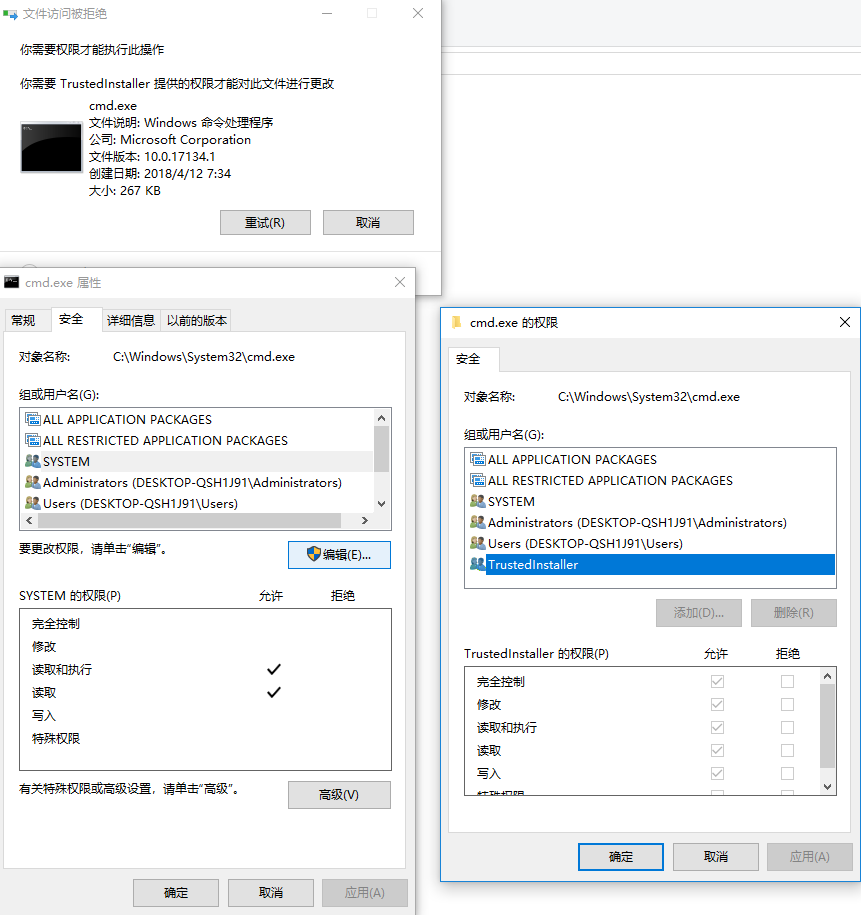 文件访问被拒绝
你需要权限才能执行此操作
你需要 TrustedInstaller 提供的权限才能对此文件进行更改
cmd.exe
文件说明: Windows 命令处理程序
公司: Microsoft Corporation
文件版本: 10.0.17134.1
创建日期: 2018/4/12 7:34
大小: 267 KB
重试(R) 取消
cmd.exe 属性
常规 安全 详细信息 以前的版本
对象名称: C:\Windows\System32\cmd.exe
组或用户名(G):
ALL APPLICATION PACKAGES
ALL RESTRICTED APPLICATION PACKAGES
SYSTEM
Administrators (DESKTOP-QSH1J91\Administrators)
Users (DESKTOP-QSH1J91\Users)
要更改权限，请单击“编辑”。 编辑(E)...
SYSTEM 的权限(P) 允许 拒绝
完全控制
修改
读取和执行
读取
写入
特殊权限
有关特殊权限或高级设置，请单击“高级”。 高级(V)
确定 取消 应用(A)
cmd.exe 的权限
安全
对象名称: C:\Windows\System32\cmd.exe
组或用户名(G):
ALL APPLICATION PACKAGES
ALL RESTRICTED APPLICATION PACKAGES
SYSTEM
Administrators (DESKTOP-QSH1J91\Administrators)
Users (DESKTOP-QSH1J91\Users)
TrustedInstaller
添加(D)... 删除(R)
TrustedInstaller 的权限(P) 允许 拒绝
完全控制
修改
读取和执行
读取
写入
特殊权限
确定 取消 应用(A)